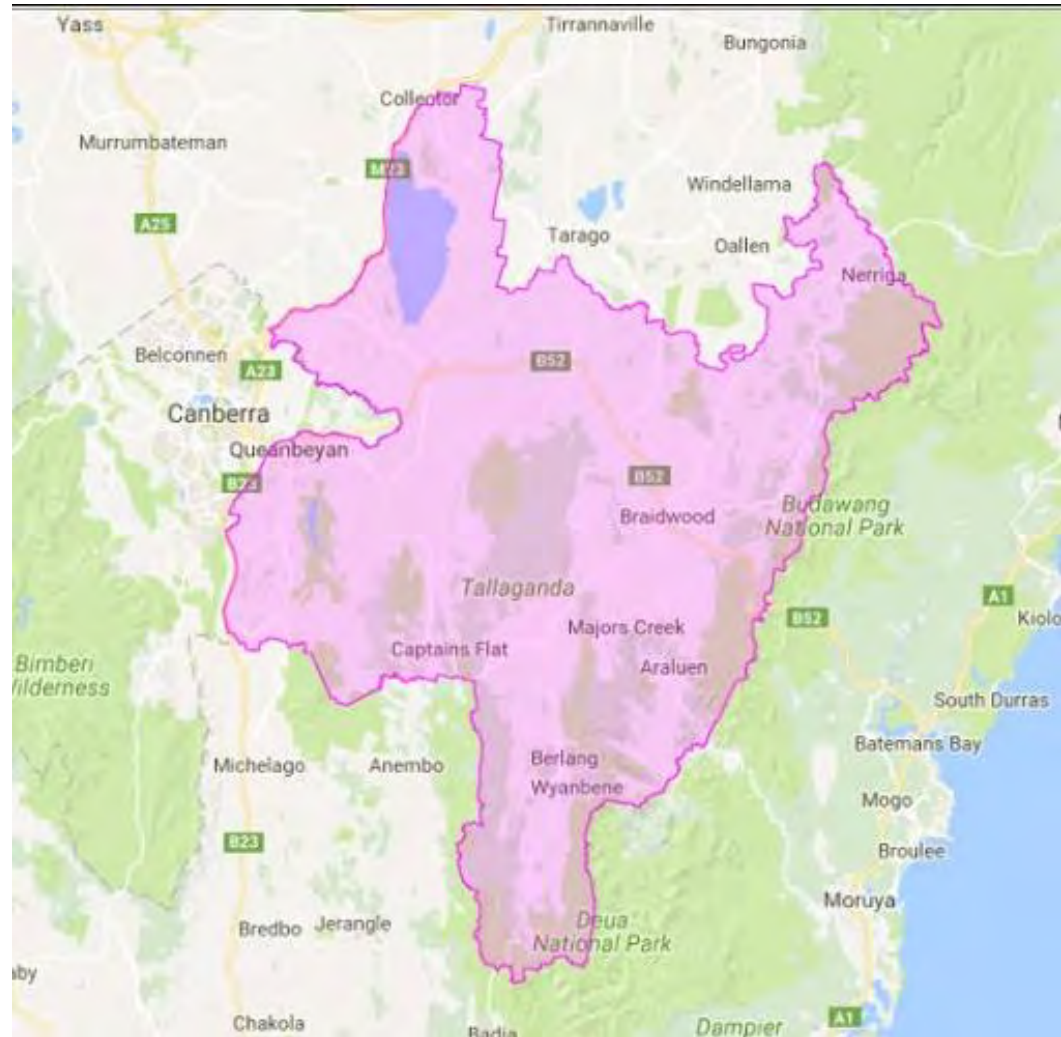 Yass
Tirrannaville
Bungonia
Collector
Murrumbateman
M23
Windellama
A25
Tarago
Oallen
Nerriga
Belconnen
A23
B52
Canberra
Queanbeyan
B23
B52
Braidwood
Budawang
National Park
Tallaganda
A1
Kiolo
B52
Majors Creek
Captains Flat
Araluen
Bimberi
Wilderness
South Durras
Batemans Bay
Michelago
Anembo
Berlang
Wyanbene
Mogo
B23
Broulee
Moruya
Bredbo
Jerangle
Deua
National Park
aby
Chakola
Badja
Dampier
A1